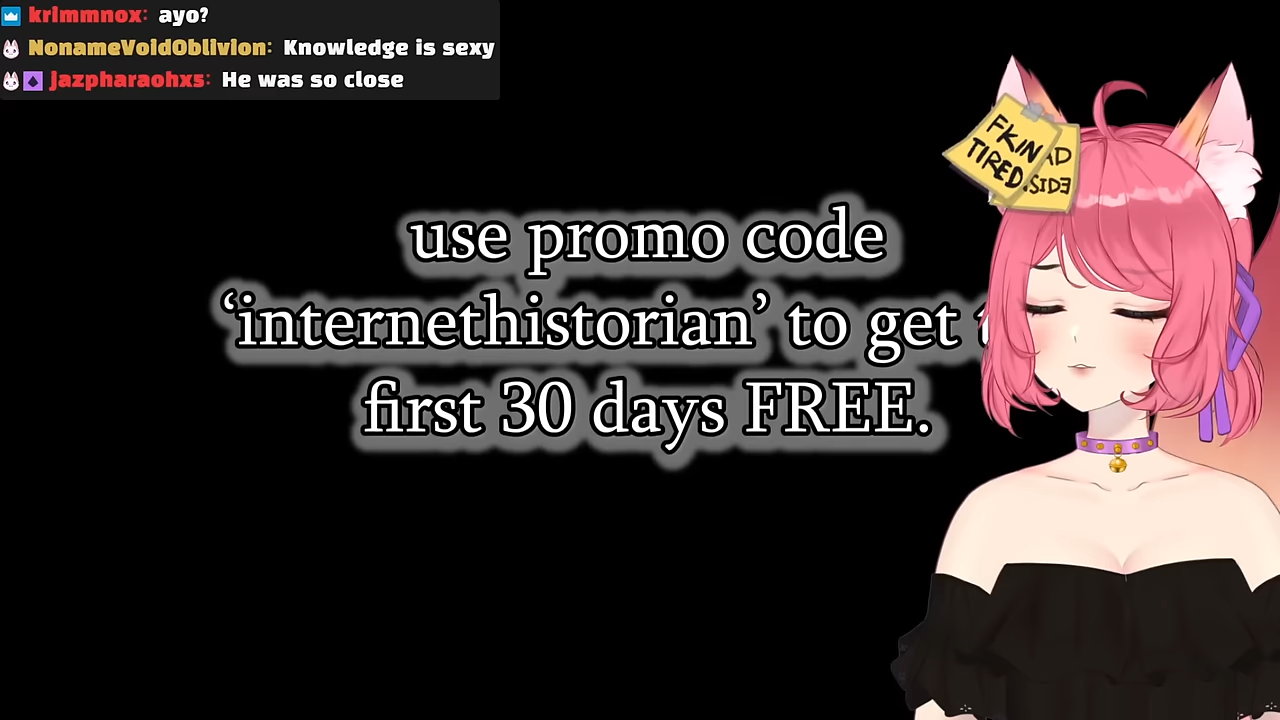 krimmnox: ayo?
NonameVoidOblivion: Knowledge is sexy
jazpharaohxs: He was so close
FKIN
TIRED
use promo code
‘internethistorian’ to get
first 30 days FREE.